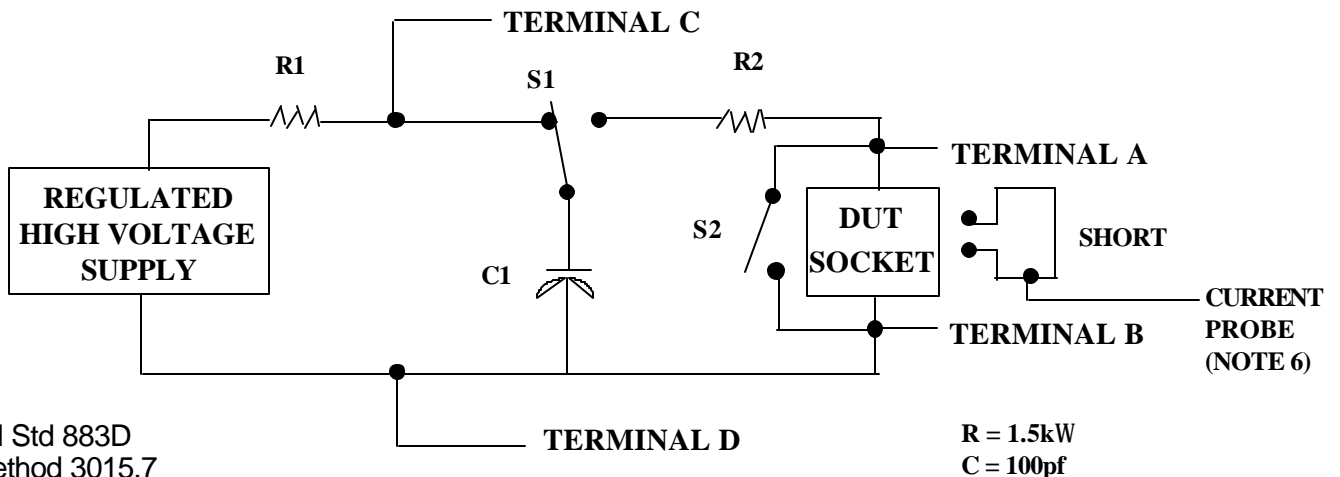 TERMINAL C
R1
S1
R2
TERMINAL A
REGULATED
HIGH VOLTAGE
SUPPLY
C1
S2
DUT
SOCKET
SHORT
CURRENT
PROBE
(NOTE 6)
TERMINAL B
TERMINAL D
Std 883D
3015.7
R = 1.5kW
C = 100pf